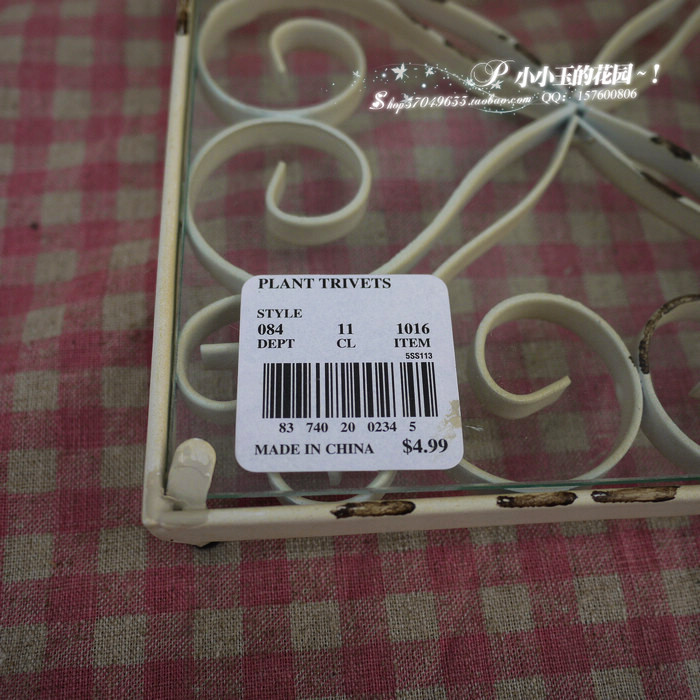 P 小小玉的花园～！
Shop37049653.taobao.com QQ: 157600806
PLANT TRIVETS
STYLE
084 11 1016
DEPT CL ITEM
5SS113
83 740 20 0234 5
MADE IN CHINA $4.99